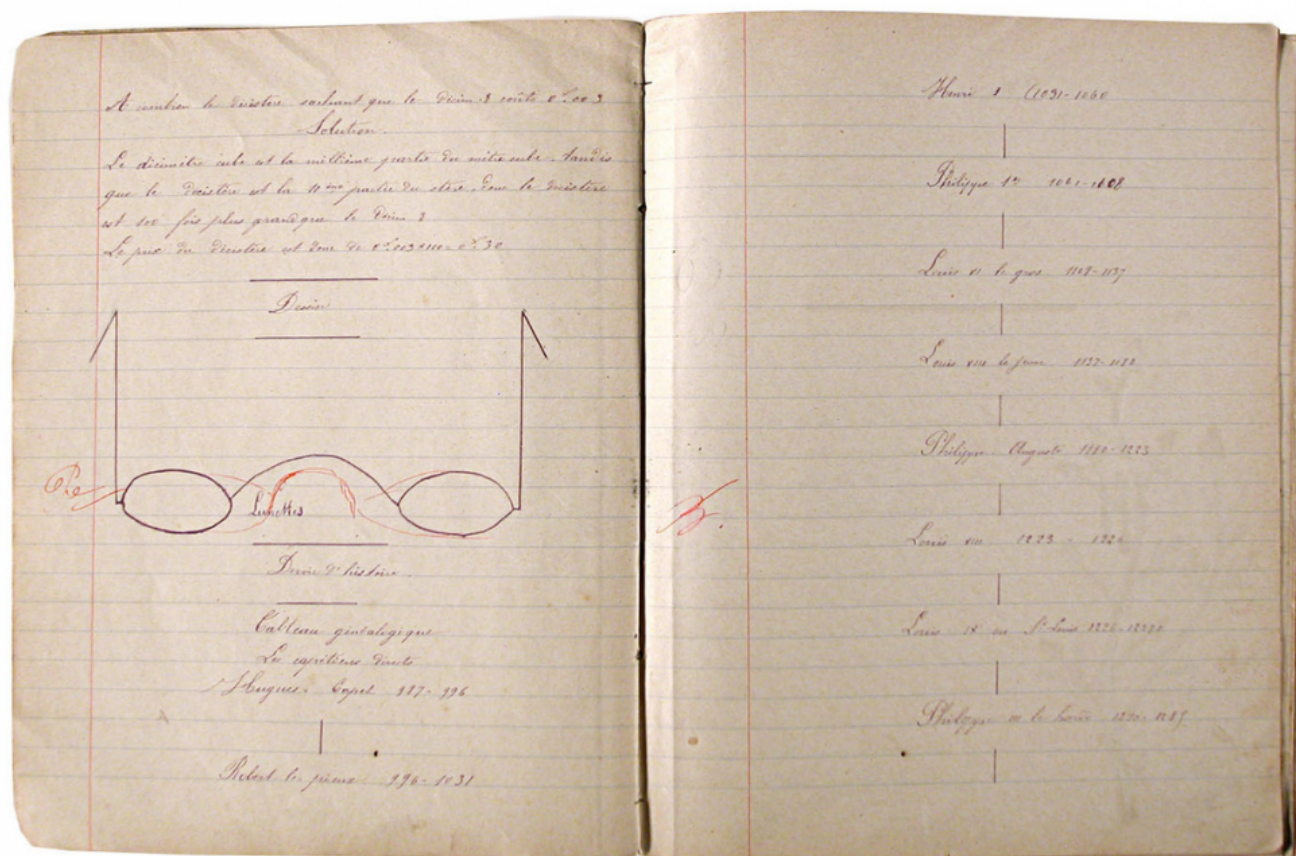 A combien le décistère sachant que le décim. 3 coûte 0f.003
Solution.
Le décimètre cube est la millième partie du mètre cube. tandis
que le décistère est la 10ème partie du stère. donc le décistère
est 100 fois plus grand que le décim 3
Le prix du décistère est donc de 0f.003×100=0f.30
Dessin
Lunettes
Devoir d'histoire.
Tableau généalogique
Les capétiens directs
Hugues. Capet 987-996
Robert le pieux 996-1031
Henri 1 (1031-1060
Philippe 1er 1060-1108
Louis VI le gros 1108-1137
Louis VII le jeune 1137-1180
Philippe Auguste 1180-1223
Louis VIII 1223 -
Louis IX ou St Louis 1226-1270
Philippe III le hardi 1270-1285